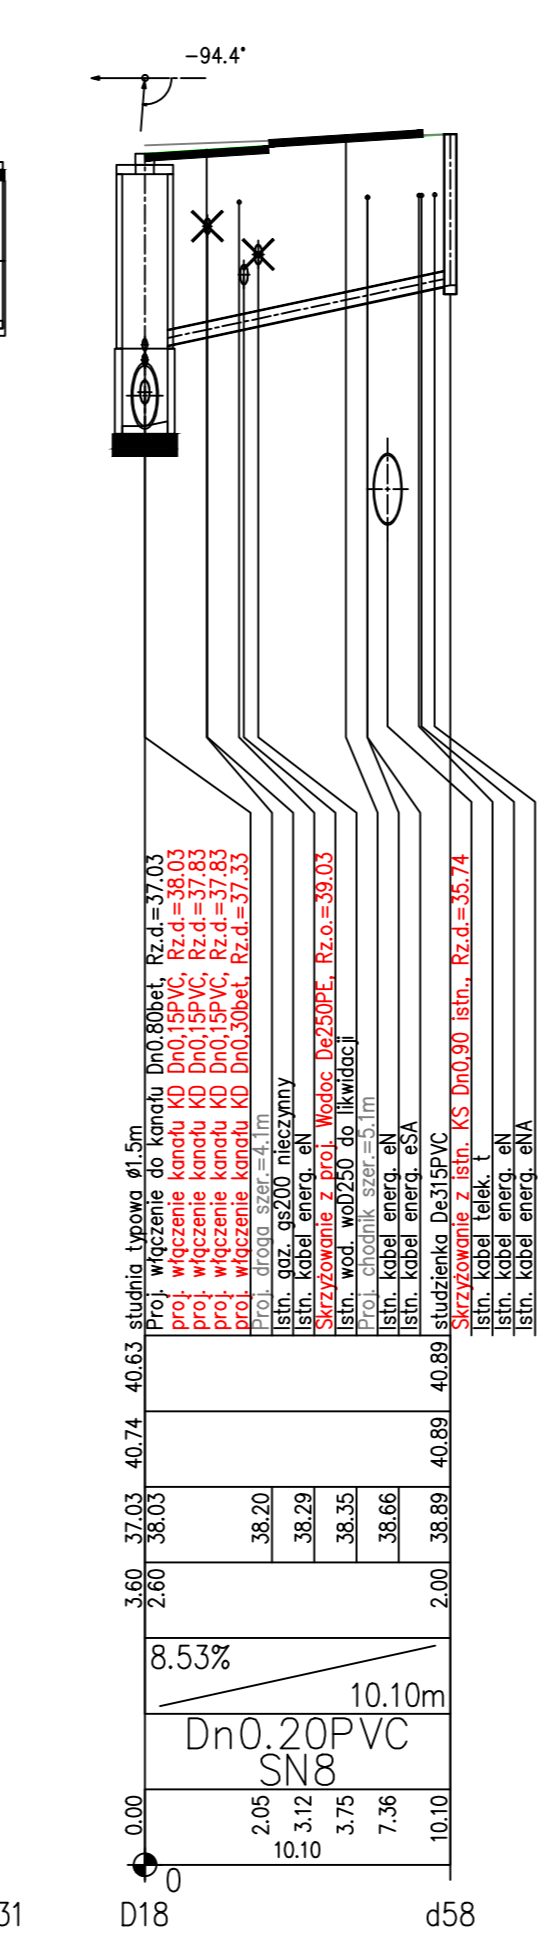 -94.4°
studnia typowa ø1.5m
Proj. włączenie do kanału Dn0.80bet, Rz.d.=37.03
proj. włączenie kanału KD Dn0,15PVC, Rz.d.=38.03
proj. włączenie kanału KD Dn0,15PVC, Rz.d.=37.83
proj. włączenie kanału KD Dn0,15PVC, Rz.d.=37.83
proj. włączenie kanału KD Dn0,30bet, Rz.d.=37.33
Proj. droga szer.=4.1m
Istn. gaz. gs200 nieczynny
Istn. kabel energ. eN
Skrzyżowanie z proj. Wodoc De250PE, Rz.o.=39.03
Istn. wod. woD250 do likwidacji
Proj. chodnik szer.=5.1m
Istn. kabel energ. eN
Istn. kabel energ. eSA
studzienka De315PVC
Skrzyżowanie z istn. KS Dn0,90 istn., Rz.d.=35.74
Istn. kabel telek. t
Istn. kabel energ. eN
Istn. kabel energ. eNA
40.63 40.89
40.74 40.89
37.03 38.03 38.20 38.29 38.35 38.66 38.89
3.60 2.60 2.00
8.53%
10.10m
Dn0.20PVC
SN8
0.00 2.05 3.12 3.75 7.36 10.10
10.10
0
31 D18 d58